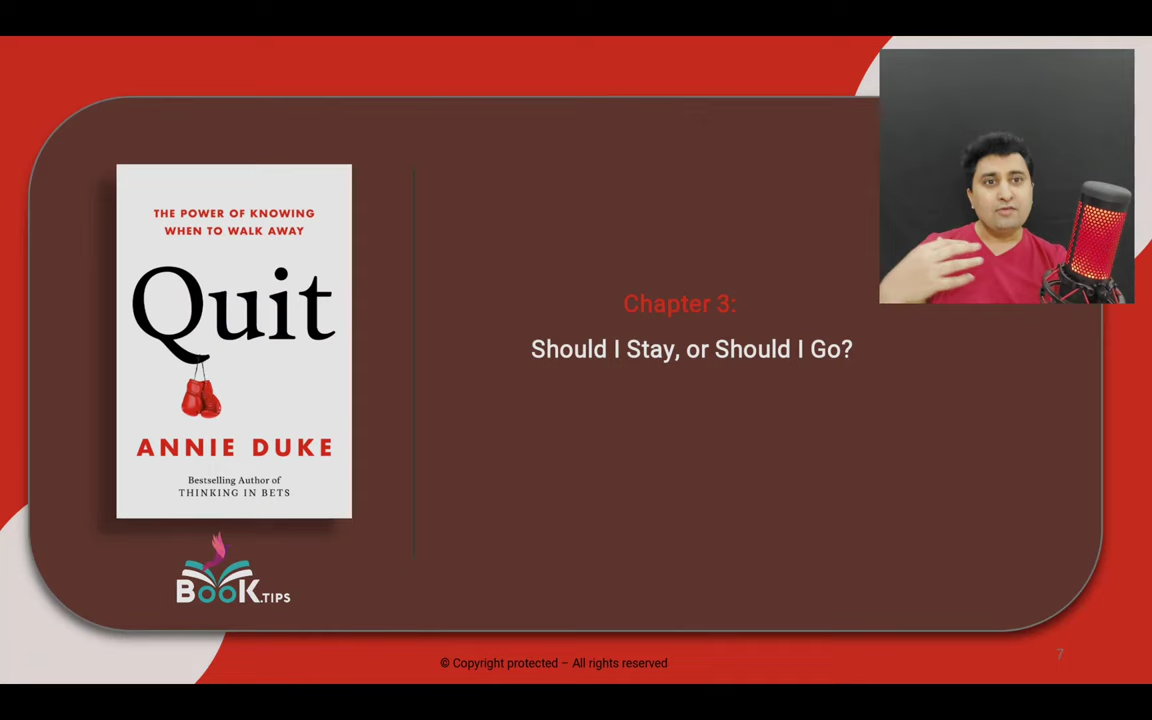 THE POWER OF KNOWING
WHEN TO WALK AWAY
Quit
ANNIE DUKE
Bestselling Author of
THINKING IN BETS
BOOK.TIPS
Chapter 3:
Should I Stay, or Should I Go?
© Copyright protected – All rights reserved
7